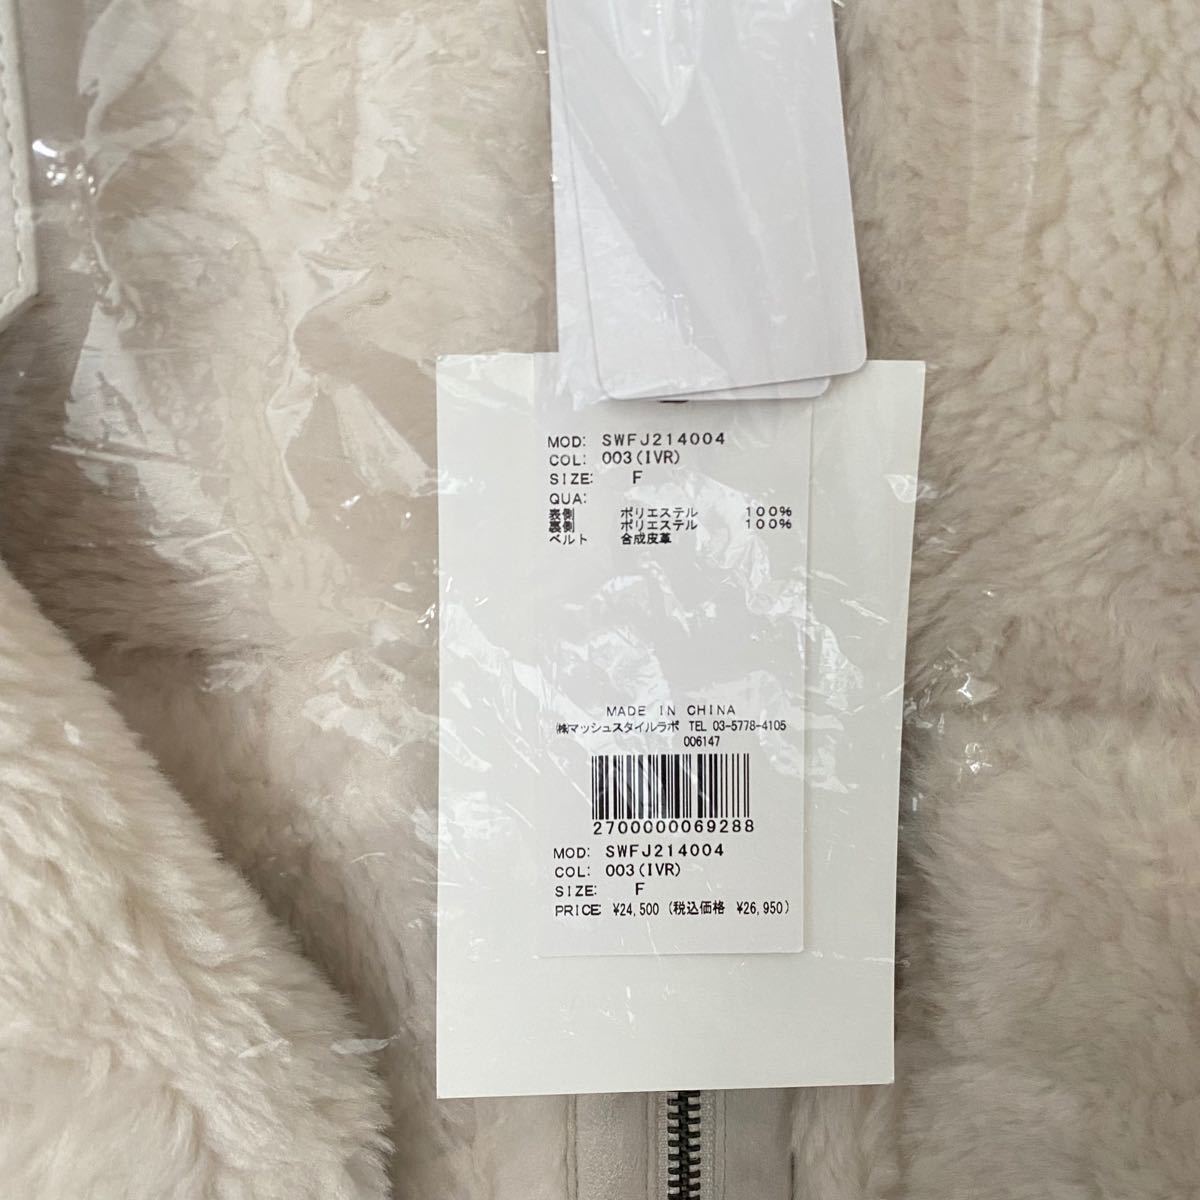 MOD: SWFJ214004
COL: 003(IVR)
SIZE: F
QUA:
表側 ポリエステル 100%
裏側 ポリエステル 100%
ベルト 合成皮革
MADE IN CHINA
㈱マッシュスタイルラボ TEL 03-5778-4105
006147
2700000069288
MOD: SWFJ214004
COL: 003(IVR)
SIZE: F
PRICE: ¥24,500 (税込価格 ¥26,950)